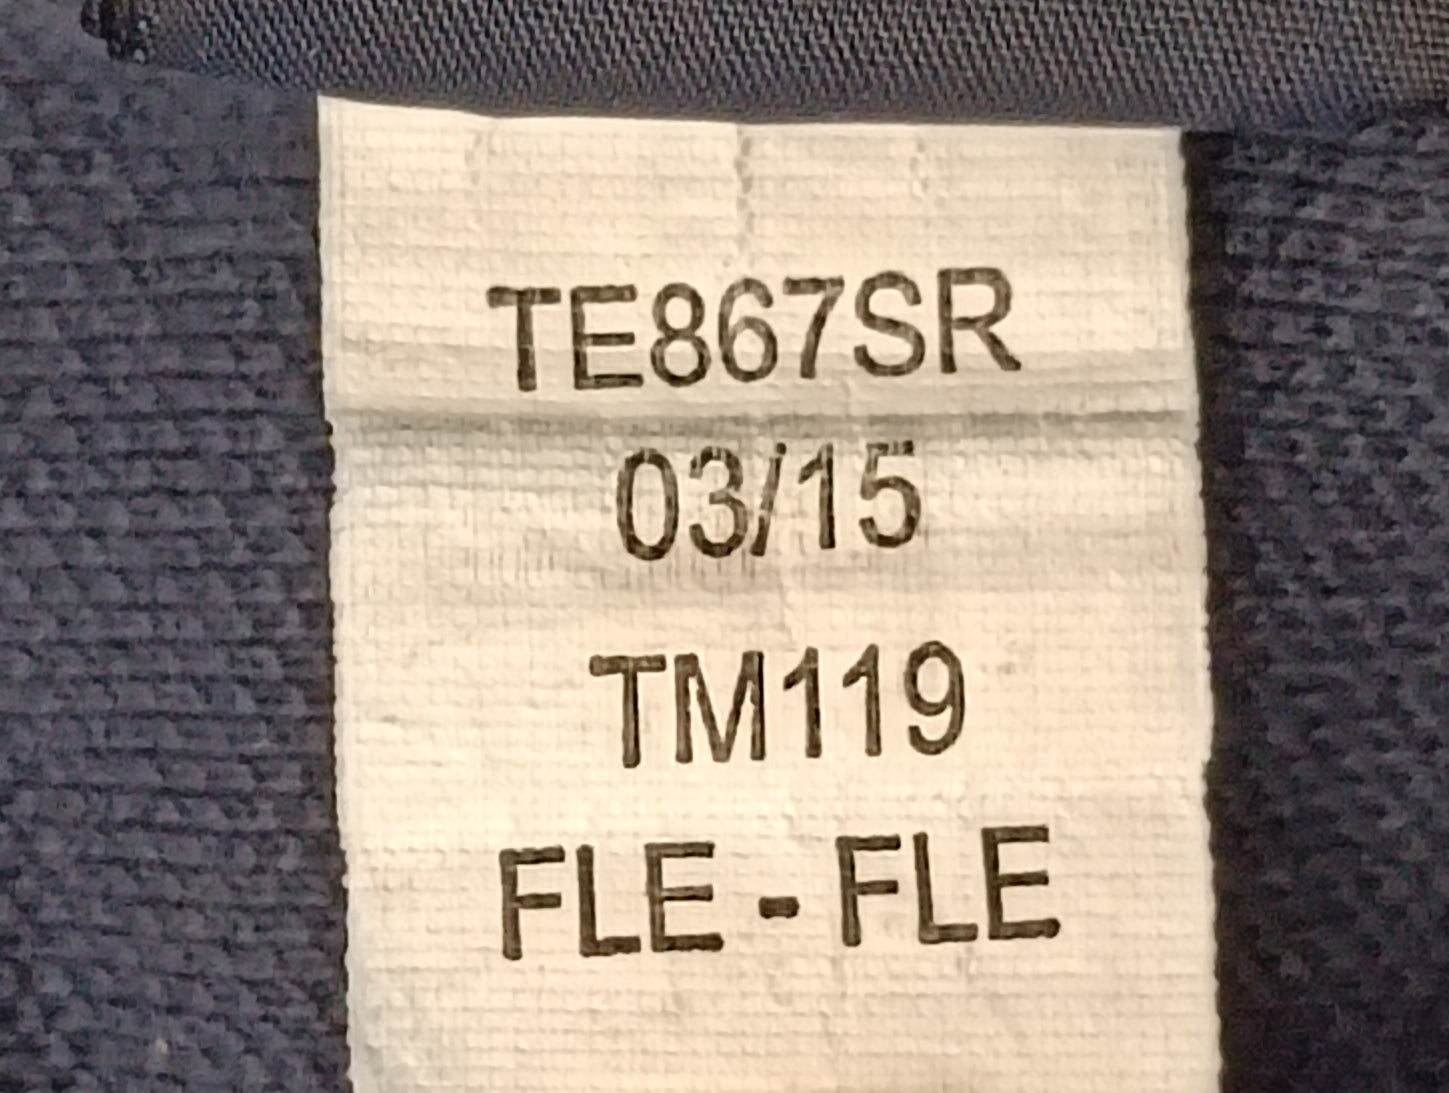 TE867SR
03/15
TM119
FLE - FLE